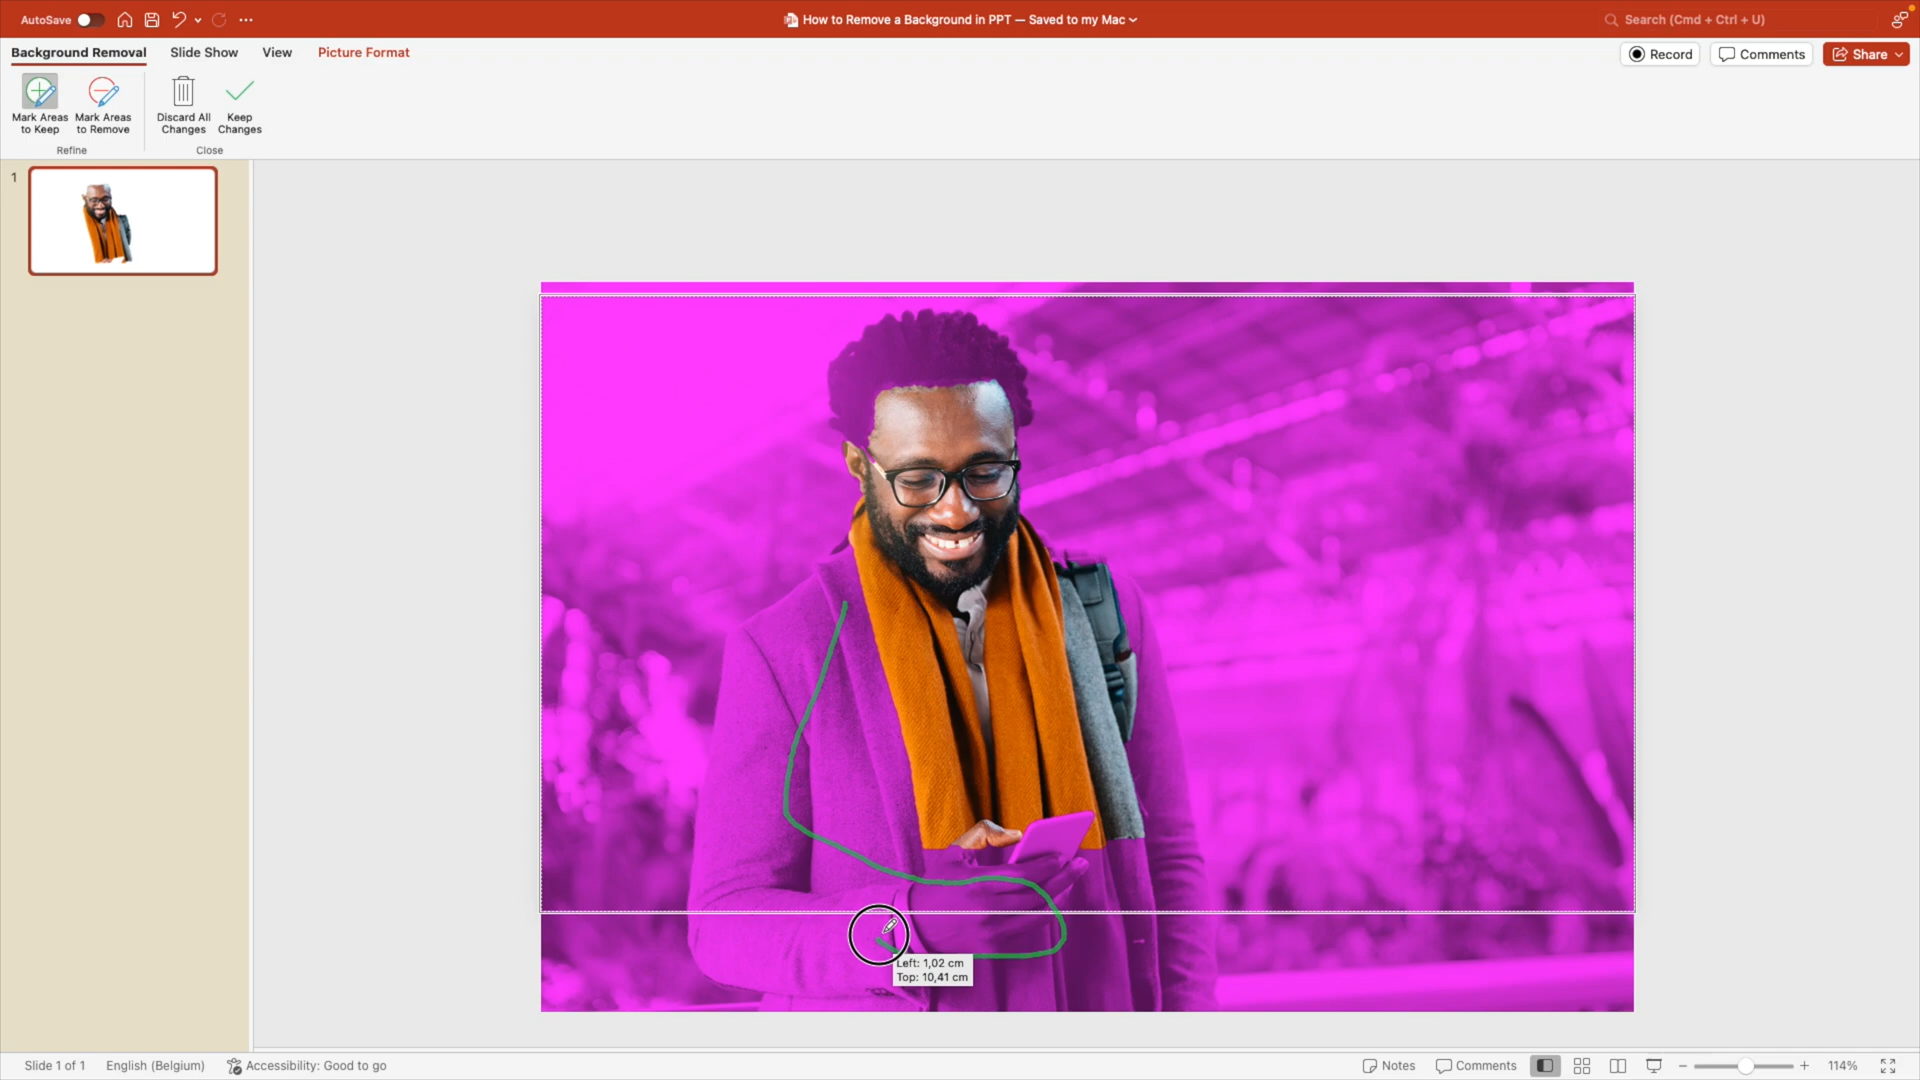 AutoSave
How to Remove a Background in PPT — Saved to my Mac
Search (Cmd + Ctrl + U)
Background Removal
Slide Show
View
Picture Format
Record
Comments
Share
Mark Areas
to Keep
Mark Areas
to Remove
Discard All
Changes
Keep
Changes
Refine
Close
1
Left: 1,02 cm
Top: 10,41 cm
Slide 1 of 1
English (Belgium)
Accessibility: Good to go
Notes
Comments
114%